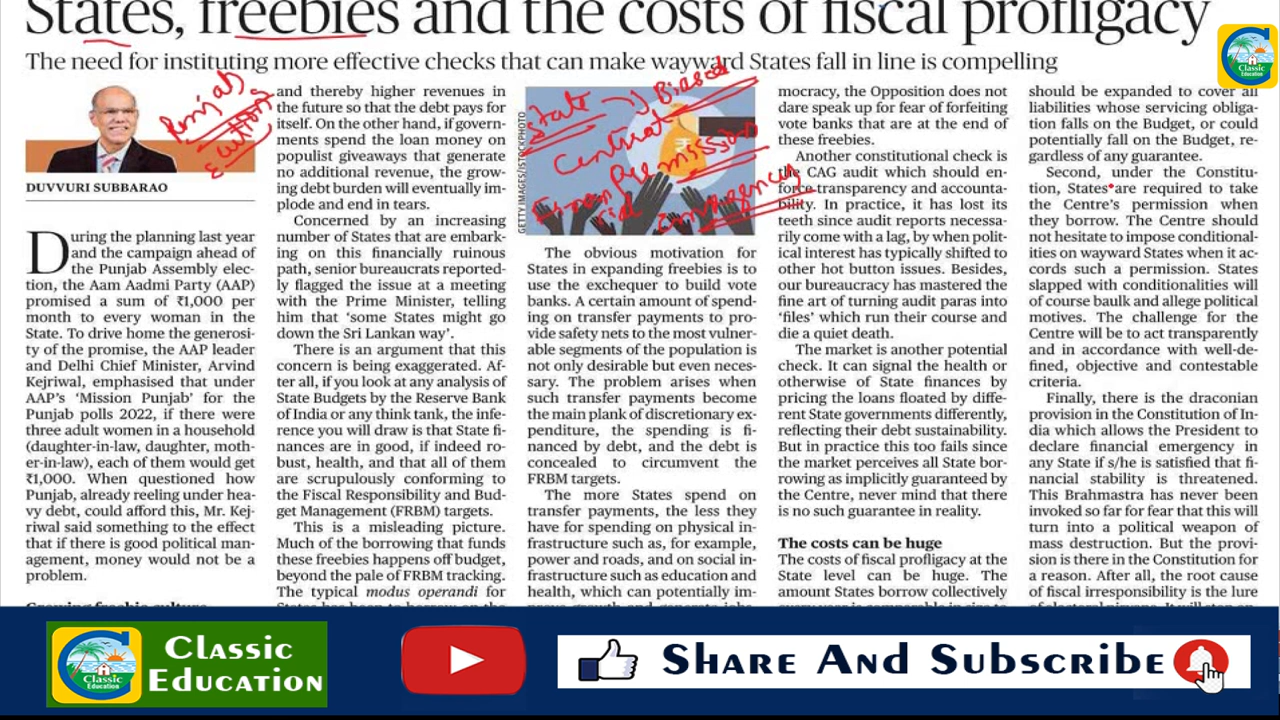 States, freebies and the costs of fiscal profligacy
The need for instituting more effective checks that can make wayward States fall in line is compelling
Classic
Education
Punjab
Elections
DUVVURI SUBBARAO
During the planning last year
and the campaign ahead of
the Punjab Assembly elec-
tion, the Aam Aadmi Party (AAP)
promised a sum of ₹1,000 per
month to every woman in the
State. To drive home the generosi-
ty of the promise, the AAP leader
and Delhi Chief Minister, Arvind
Kejriwal, emphasised that under
AAP's ‘Mission Punjab’ for the
Punjab polls 2022, if there were
three adult women in a household
(daughter-in-law, daughter, moth-
er-in-law), each of them would get
₹1,000. When questioned how
Punjab, already reeling under hea-
vy debt, could afford this, Mr. Kej-
riwal said something to the effect
that if there is good political man-
agement, money would not be a
problem.
Growing freebie culture
and thereby higher revenues in
the future so that the debt pays for
itself. On the other hand, if govern-
ments spend the loan money on
populist giveaways that generate
no additional revenue, the grow-
ing debt burden will eventually im-
plode and end in tears.
Concerned by an increasing
number of States that are embark-
ing on this financially ruinous
path, senior bureaucrats reported-
ly flagged the issue at a meeting
with the Prime Minister, telling
him that ‘some States might go
down the Sri Lankan way’.
There is an argument that this
concern is being exaggerated. Af-
ter all, if you look at any analysis of
State Budgets by the Reserve Bank
of India or any think tank, the infe-
rence you will draw is that State fi-
nances are in good, if indeed ro-
bust, health, and that all of them
are scrupulously conforming to
the Fiscal Responsibility and Bud-
get Management (FRBM) targets.
This is a misleading picture.
Much of the borrowing that funds
these freebies happens off budget,
beyond the pale of FRBM tracking.
The typical modus operandi for
GETTY IMAGES/ISTOCKPHOTO
State → Biased
Central
Permission
Emergency
The obvious motivation for
States in expanding freebies is to
use the exchequer to build vote
banks. A certain amount of spend-
ing on transfer payments to pro-
vide safety nets to the most vulner-
able segments of the population is
not only desirable but even neces-
sary. The problem arises when
such transfer payments become
the main plank of discretionary ex-
penditure, the spending is fi-
nanced by debt, and the debt is
concealed to circumvent the
FRBM targets.
The more States spend on
transfer payments, the less they
have for spending on physical in-
frastructure such as, for example,
power and roads, and on social in-
frastructure such as education and
health, which can potentially im-
mocracy, the Opposition does not
dare speak up for fear of forfeiting
vote banks that are at the end of
these freebies.
Another constitutional check is
the CAG audit which should en-
force transparency and accounta-
bility. In practice, it has lost its
teeth since audit reports necessa-
rily come with a lag, by when polit-
ical interest has typically shifted to
other hot button issues. Besides,
our bureaucracy has mastered the
fine art of turning audit paras into
‘files’ which run their course and
die a quiet death.
The market is another potential
check. It can signal the health or
otherwise of State finances by
pricing the loans floated by diffe-
rent State governments differently,
reflecting their debt sustainability.
But in practice this too fails since
the market perceives all State bor-
rowing as implicitly guaranteed by
the Centre, never mind that there
is no such guarantee in reality.
The costs can be huge
The costs of fiscal profligacy at the
State level can be huge. The
amount States borrow collectively
should be expanded to cover all
liabilities whose servicing obliga-
tion falls on the Budget, or could
potentially fall on the Budget, re-
gardless of any guarantee.
Second, under the Constitu-
tion, States are required to take
the Centre's permission when
they borrow. The Centre should
not hesitate to impose conditional-
ities on wayward States when it ac-
cords such a permission. States
slapped with conditionalities will
of course baulk and allege political
motives. The challenge for the
Centre will be to act transparently
and in accordance with well-de-
fined, objective and contestable
criteria.
Finally, there is the draconian
provision in the Constitution of In-
dia which allows the President to
declare financial emergency in
any State if s/he is satisfied that fi-
nancial stability is threatened.
This Brahmastra has never been
invoked so far for fear that this will
turn into a political weapon of
mass destruction. But the provi-
sion is there in the Constitution for
a reason. After all, the root cause
of fiscal irresponsibility is the lure
Classic
Education
Classic
Education
Share And Subscribe